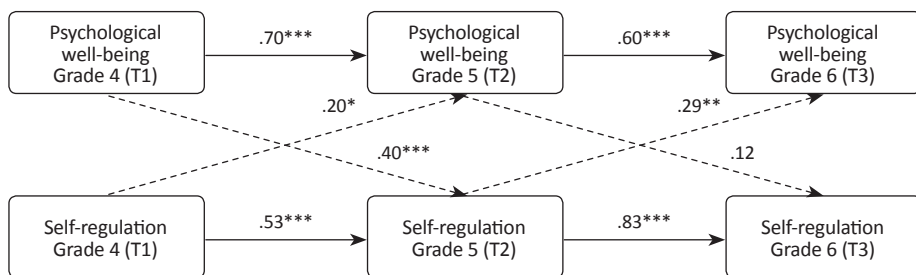 Psychological
well-being
Grade 4 (T1)
.70***
Psychological
well-being
Grade 5 (T2)
.60***
Psychological
well-being
Grade 6 (T3)
.20*
.29**
.40***
.12
Self-regulation
Grade 4 (T1)
.53***
Self-regulation
Grade 5 (T2)
.83***
Self-regulation
Grade 6 (T3)